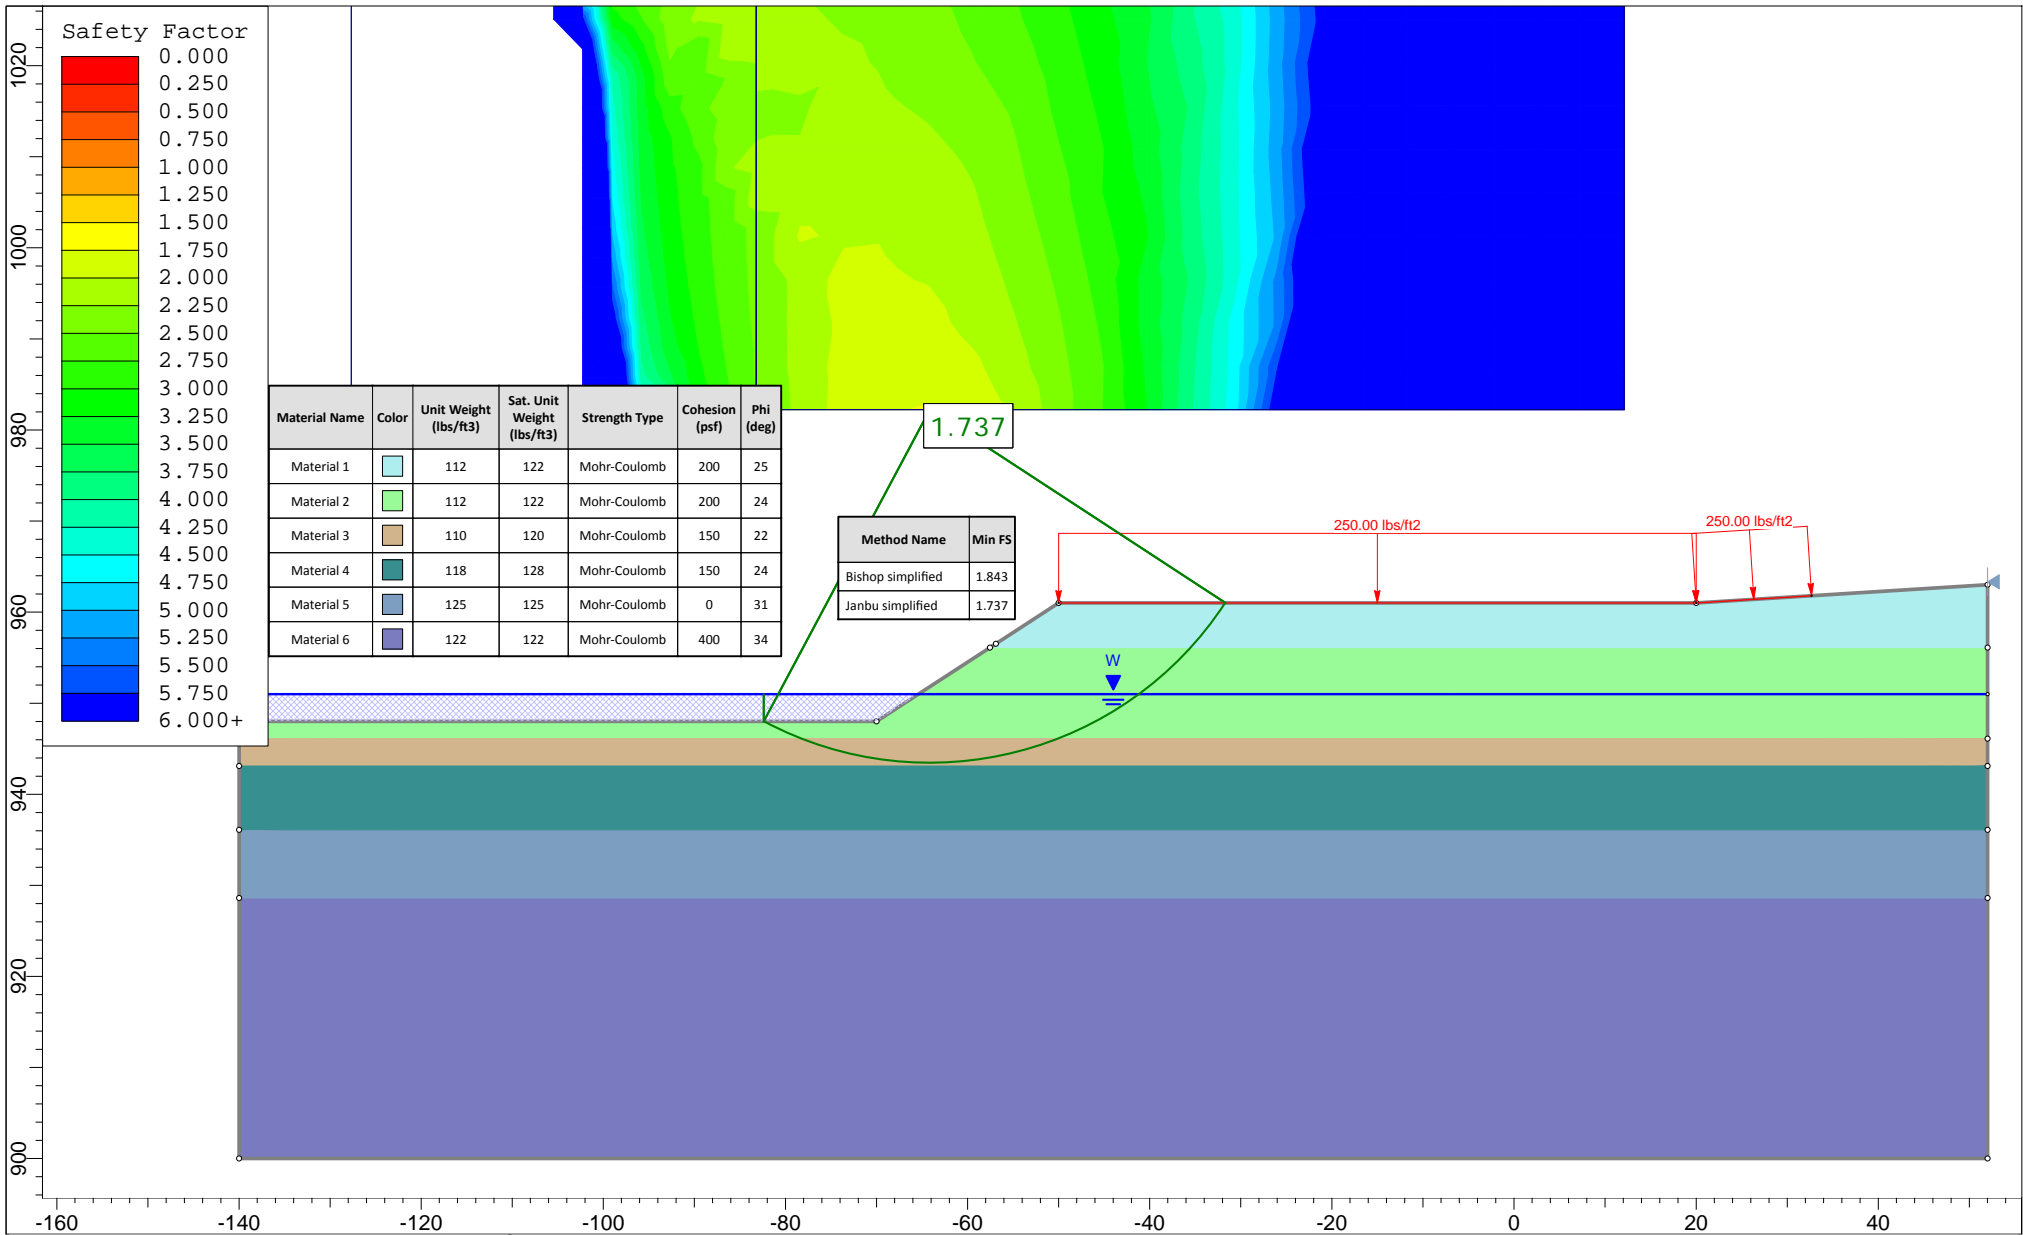 Safety Factor
0.000
0.250
0.500
0.750
1.000
1.250
1.500
1.750
2.000
2.250
2.500
2.750
3.000
3.250
3.500
3.750
4.000
4.250
4.500
4.750
5.000
5.250
5.500
5.750
6.000+
Material Name Color Unit Weight (lbs/ft3) Sat. Unit Weight (lbs/ft3) Strength Type Cohesion (psf) Phi (deg)
Material 1 112 122 Mohr-Coulomb 200 25
Material 2 112 122 Mohr-Coulomb 200 24
Material 3 110 120 Mohr-Coulomb 150 22
Material 4 118 128 Mohr-Coulomb 150 24
Material 5 125 125 Mohr-Coulomb 0 31
Material 6 122 122 Mohr-Coulomb 400 34
1.737
Method Name Min FS
Bishop simplified 1.843
Janbu simplified 1.737
250.00 lbs/ft2
250.00 lbs/ft2
W
1020
1000
980
960
940
920
900
-160 -140 -120 -100 -80 -60 -40 -20 0 20 40